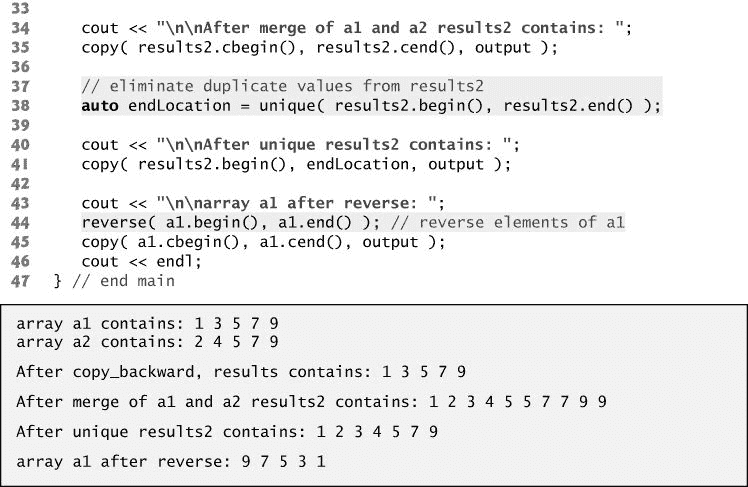 33
34 cout << "\n\nAfter merge of a1 and a2 results2 contains: ";
35 copy( results2.cbegin(), results2.cend(), output );
36
37 // eliminate duplicate values from results2
38 auto endLocation = unique( results2.begin(), results2.end() );
39
40 cout << "\n\nAfter unique results2 contains: ";
41 copy( results2.begin(), endLocation, output );
42
43 cout << "\n\narray a1 after reverse: ";
44 reverse( a1.begin(), a1.end() ); // reverse elements of a1
45 copy( a1.cbegin(), a1.cend(), output );
46 cout << endl;
47 } // end main
array a1 contains: 1 3 5 7 9
array a2 contains: 2 4 5 7 9
After copy_backward, results contains: 1 3 5 7 9
After merge of a1 and a2 results2 contains: 1 2 3 4 5 5 7 7 9 9
After unique results2 contains: 1 2 3 4 5 7 9
array a1 after reverse: 9 7 5 3 1